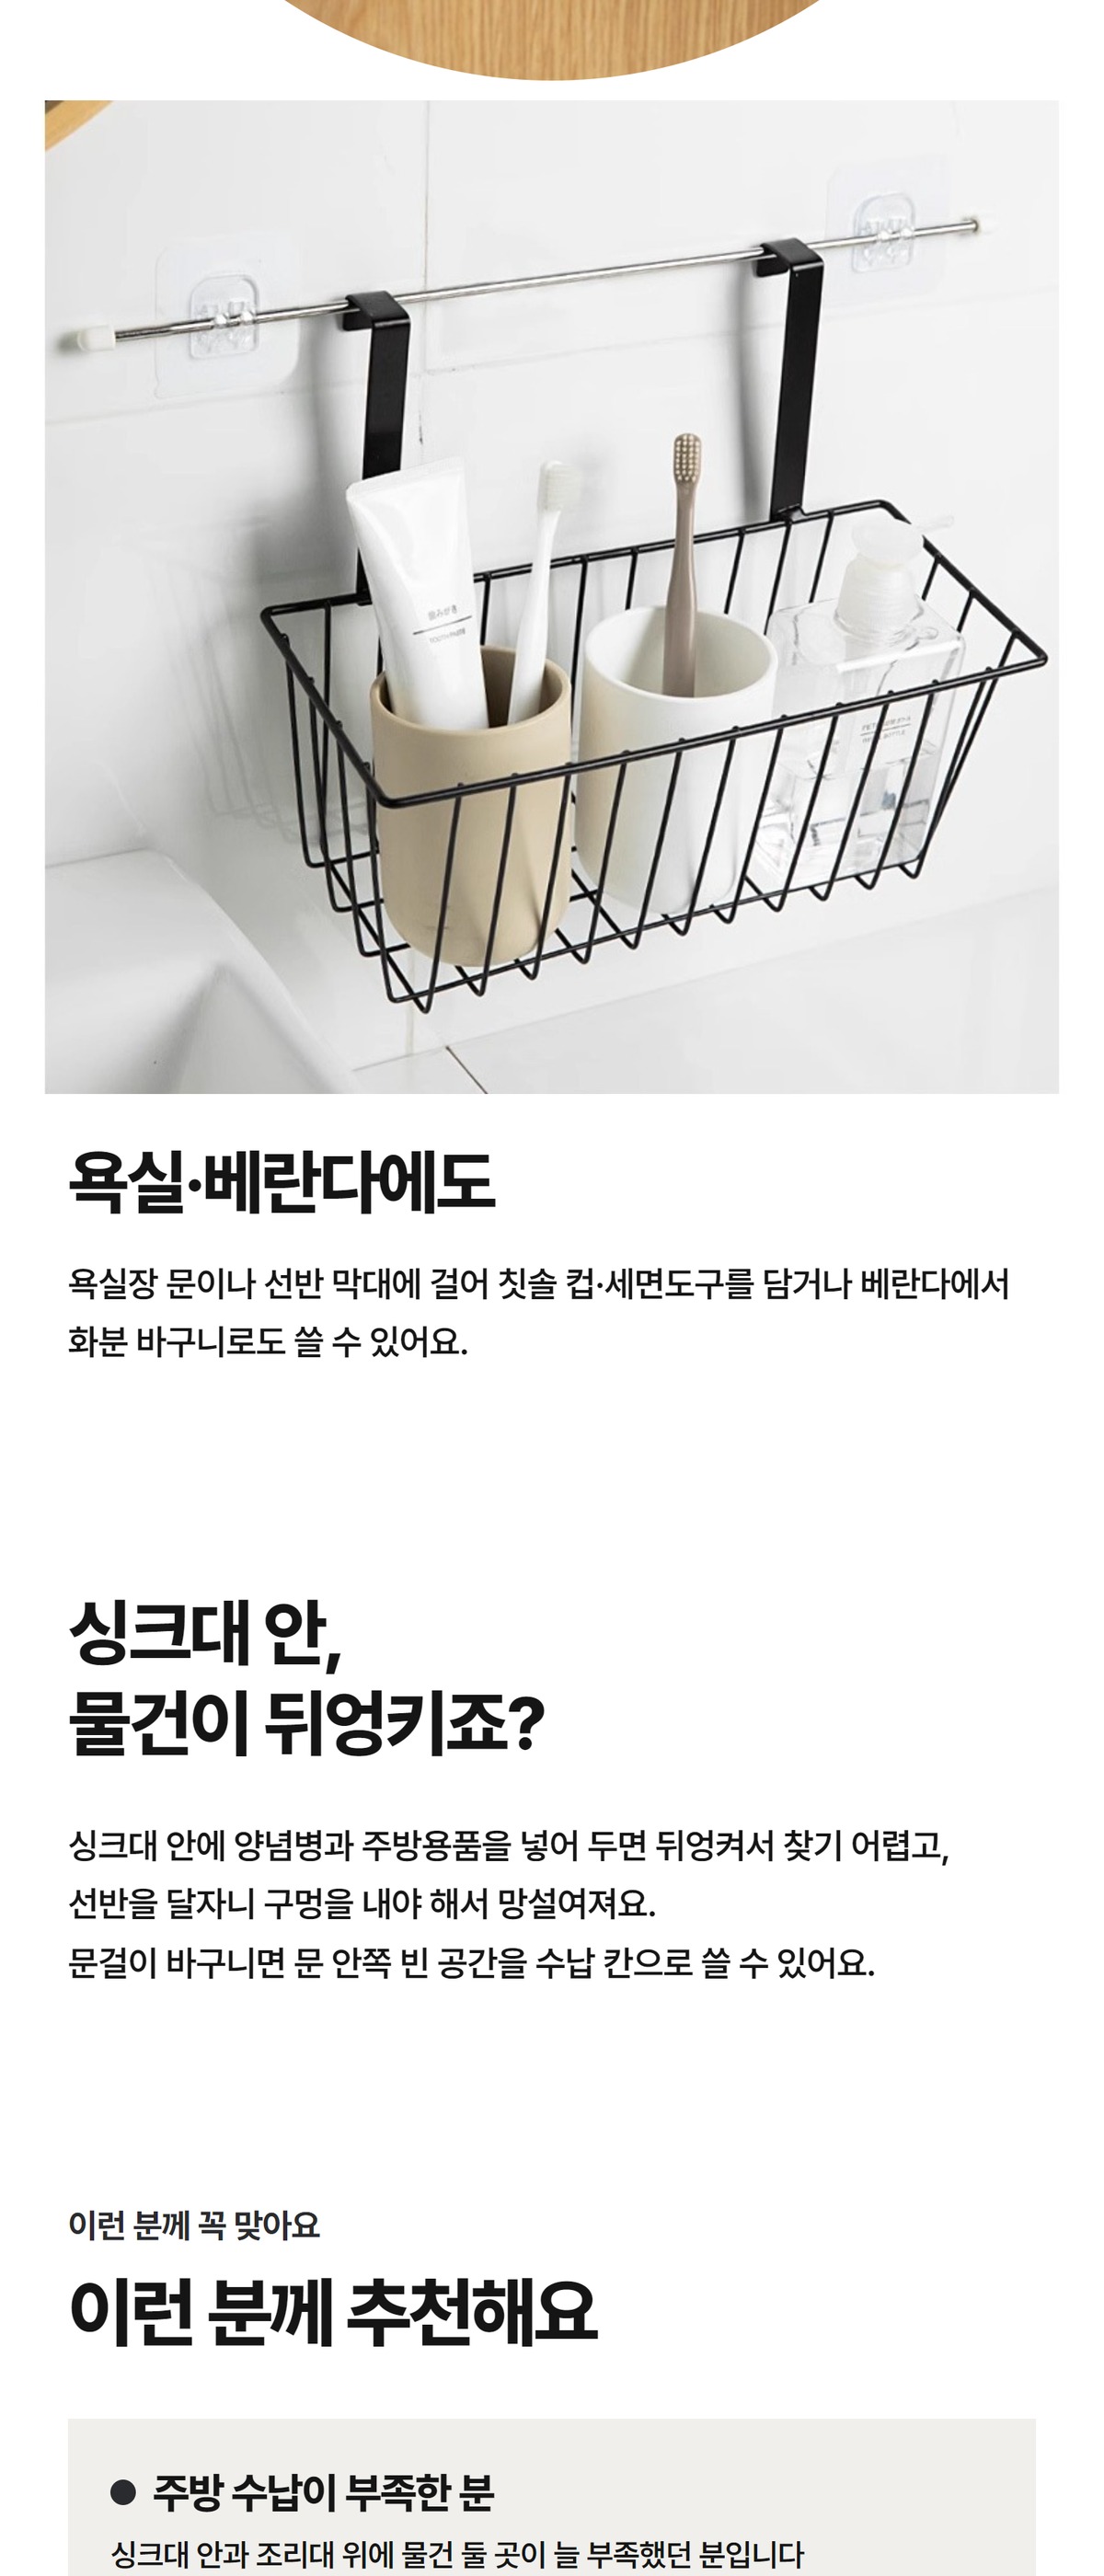 歯みがき
욕실·베란다에도
욕실장 문이나 선반 막대에 걸어 칫솔 컵·세면도구를 담거나 베란다에서
화분 바구니로도 쓸 수 있어요.
싱크대 안,
물건이 뒤엉키죠?
싱크대 안에 양념병과 주방용품을 넣어 두면 뒤엉켜서 찾기 어렵고,
선반을 달자니 구멍을 내야 해서 망설여져요.
문걸이 바구니면 문 안쪽 빈 공간을 수납 칸으로 쓸 수 있어요.
이런 분께 꼭 맞아요
이런 분께 추천해요
주방 수납이 부족한 분
싱크대 안과 조리대 위에 물건 둘 곳이 늘 부족했던 분입니다